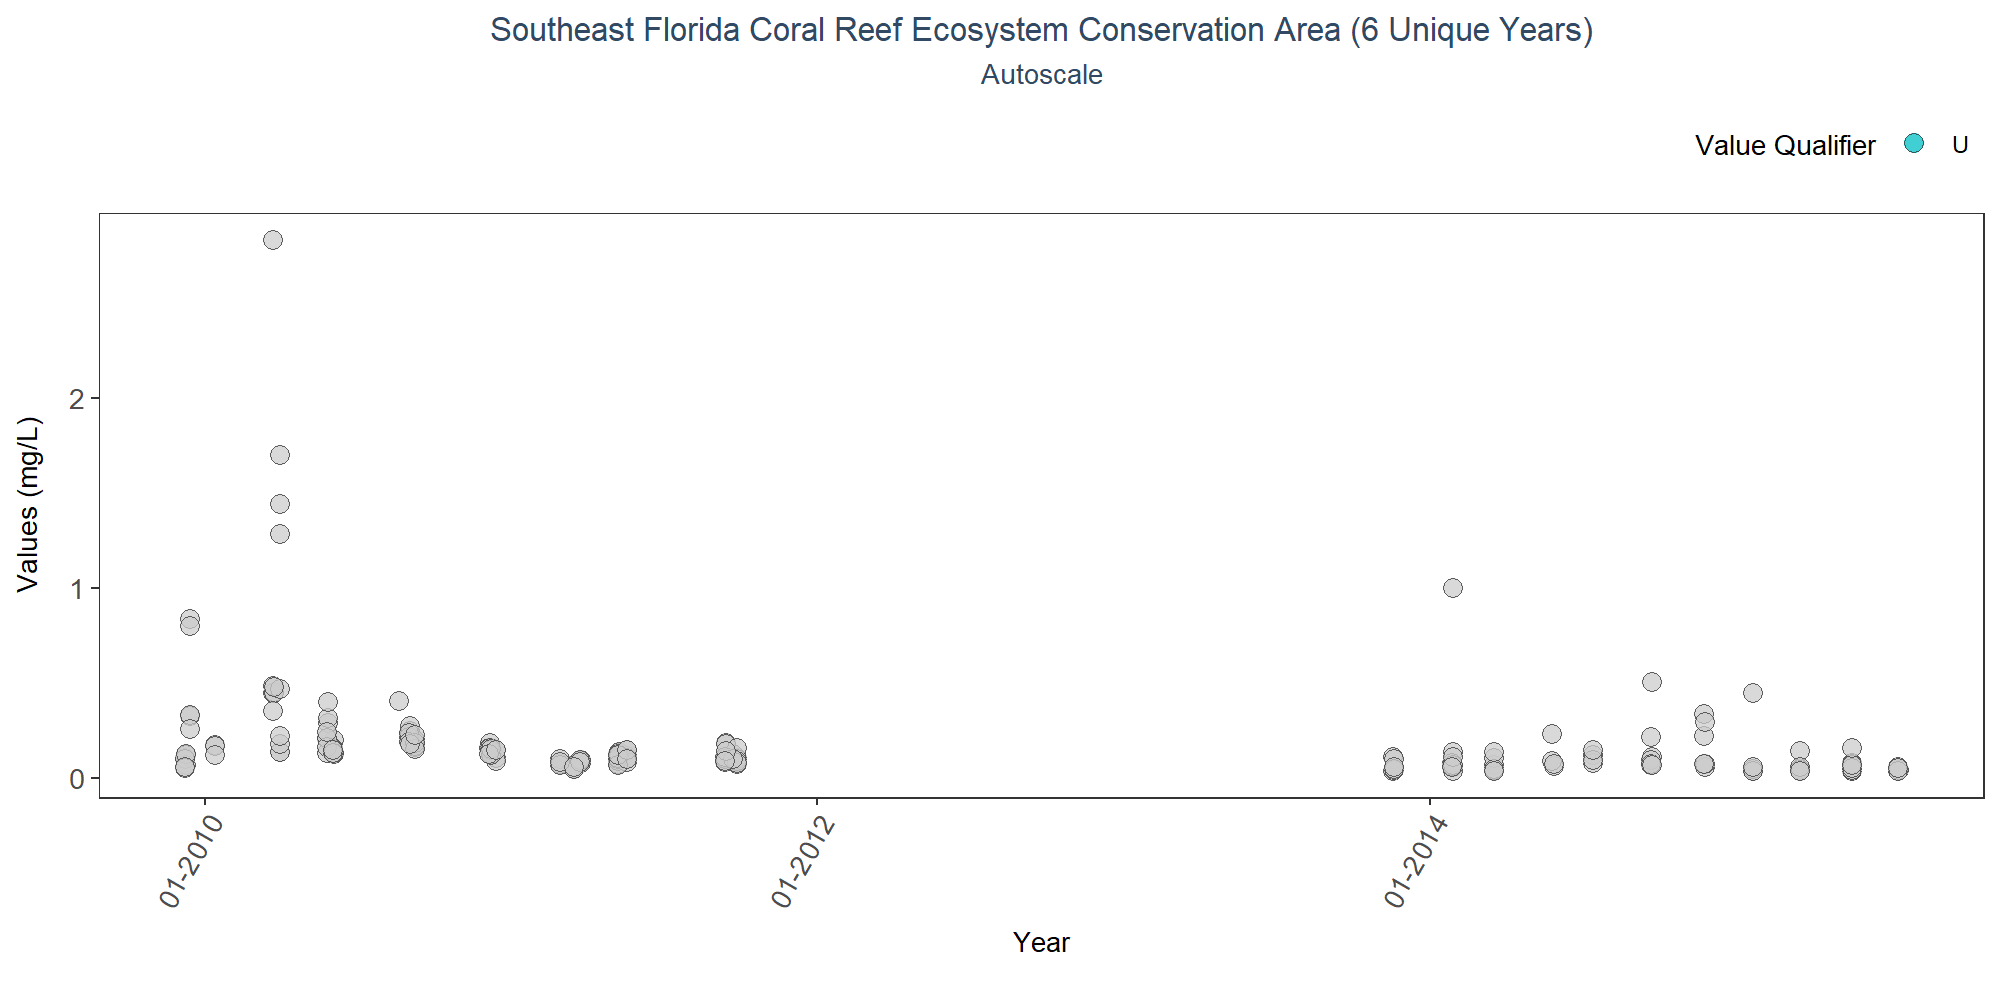 Southeast Florida Coral Reef Ecosystem Conservation Area (6 Unique Years)
Autoscale
Value Qualifier U
Values (mg/L)
2
1
0
01-2010
01-2012
01-2014
Year